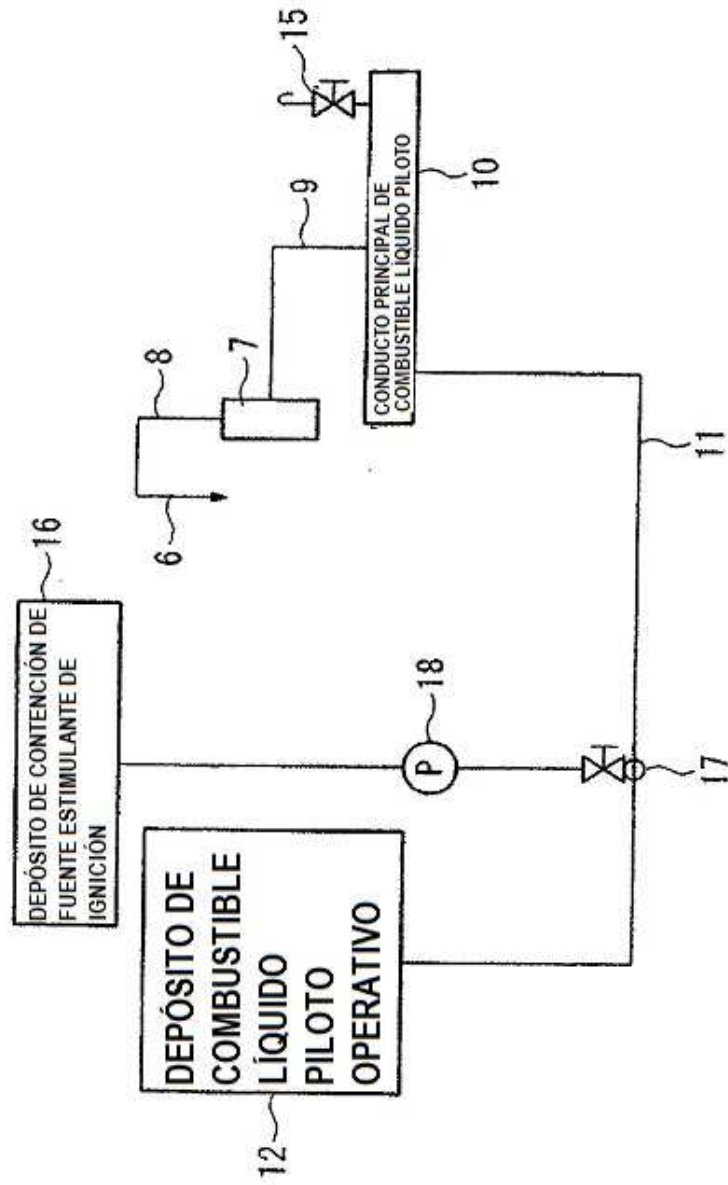 DEPÓSITO DE CONTENCIÓN DE
FUENTE ESTIMULANTE DE
IGNICIÓN
16
DEPÓSITO DE
COMBUSTIBLE
LÍQUIDO
PILOTO
OPERATIVO
12
P
18
17
6
8
7
9
11
CONDUCTO PRINCIPAL DE
COMBUSTIBLE LÍQUIDO PILOTO
10
15